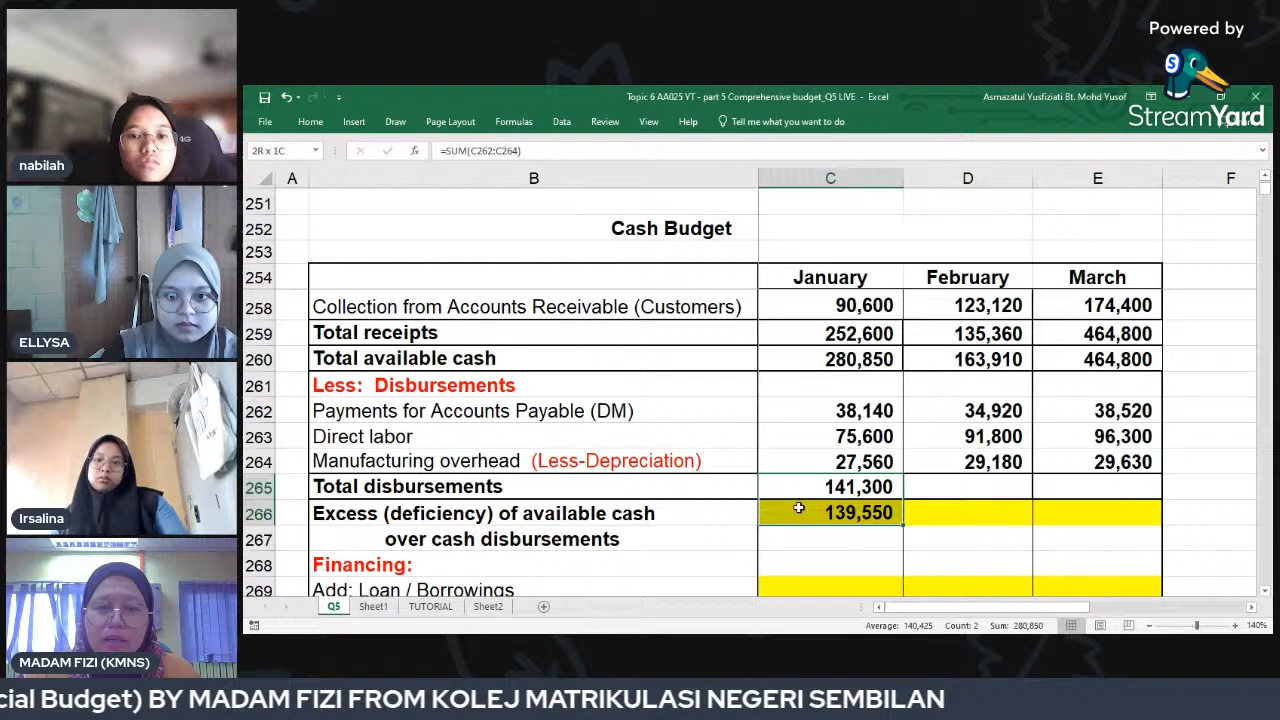 Powered by
StreamYard
nabilah
ELLYSA
Irsalina
MADAM FIZI (KMNS)
Topic 6 AA025 YT - part 5 Comprehensive budget_Q5 LIVE - Excel
Asmazatul Yusfiziati Bt. Mohd Yusof
File Home Insert Draw Page Layout Formulas Data Review View Help Tell me what you want to do
2R x 1C fx =SUM(C262:C264)
A B C D E F
251
252 Cash Budget
253
254 January February March
258 Collection from Accounts Receivable (Customers) 90,600 123,120 174,400
259 Total receipts 252,600 135,360 464,800
260 Total available cash 280,850 163,910 464,800
261 Less: Disbursements
262 Payments for Accounts Payable (DM) 38,140 34,920 38,520
263 Direct labor 75,600 91,800 96,300
264 Manufacturing overhead (Less-Depreciation) 27,560 29,180 29,630
265 Total disbursements 141,300
266 Excess (deficiency) of available cash 139,550
267 over cash disbursements
268 Financing:
269 Add: Loan / Borrowings
Q5 Sheet1 TUTORIAL Sheet2
Average: 140,425 Count: 2 Sum: 280,850 140%
cial Budget) BY MADAM FIZI FROM KOLEJ MATRIKULASI NEGERI SEMBILAN